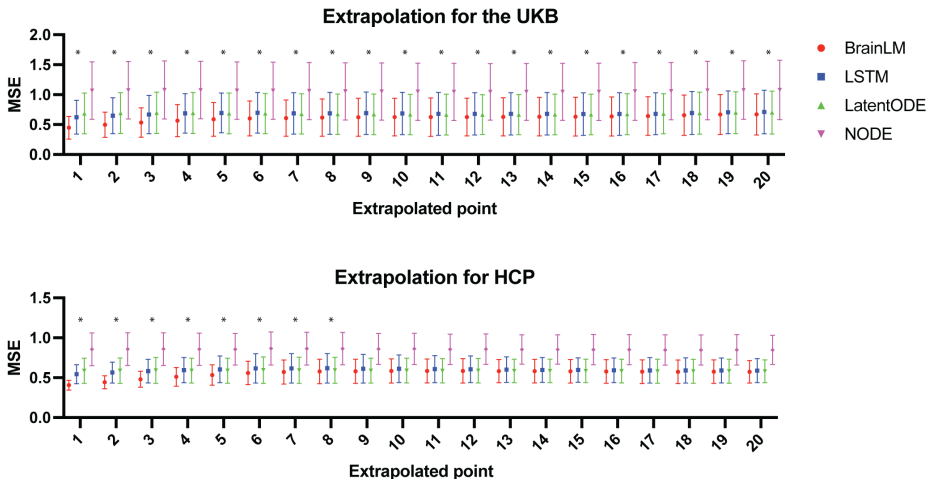 Extrapolation for the UKB
2.0
1.5
1.0
0.5
0.0
MSE
* * * * * * * * * * * * * * * * * * * *
1 2 3 4 5 6 7 8 9 10 11 12 13 14 15 16 17 18 19 20
Extrapolated point
BrainLM
LSTM
LatentODE
NODE
Extrapolation for HCP
1.5
1.0
0.5
0.0
MSE
* * * * * * * *
1 2 3 4 5 6 7 8 9 10 11 12 13 14 15 16 17 18 19 20
Extrapolated point